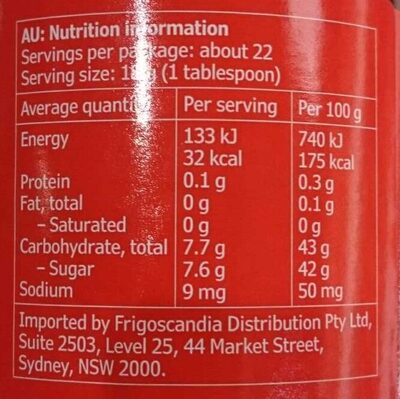 AU: Nutrition information
Servings per package: about 22
Serving size: (1 tablespoon)
Average quantity Per serving Per 100 g
Energy 133 kJ 740 kJ
32 kcal 175 kcal
Protein 0.1 g 0.3 g
Fat, total 0 g 0.1 g
– Saturated 0 g 0 g
Carbohydrate, total 7.7 g 43 g
– Sugar 7.6 g 42 g
Sodium 9 mg 50 mg
Imported by Frigoscandia Distribution Pty Ltd,
Suite 2503, Level 25, 44 Market Street,
Sydney, NSW 2000.